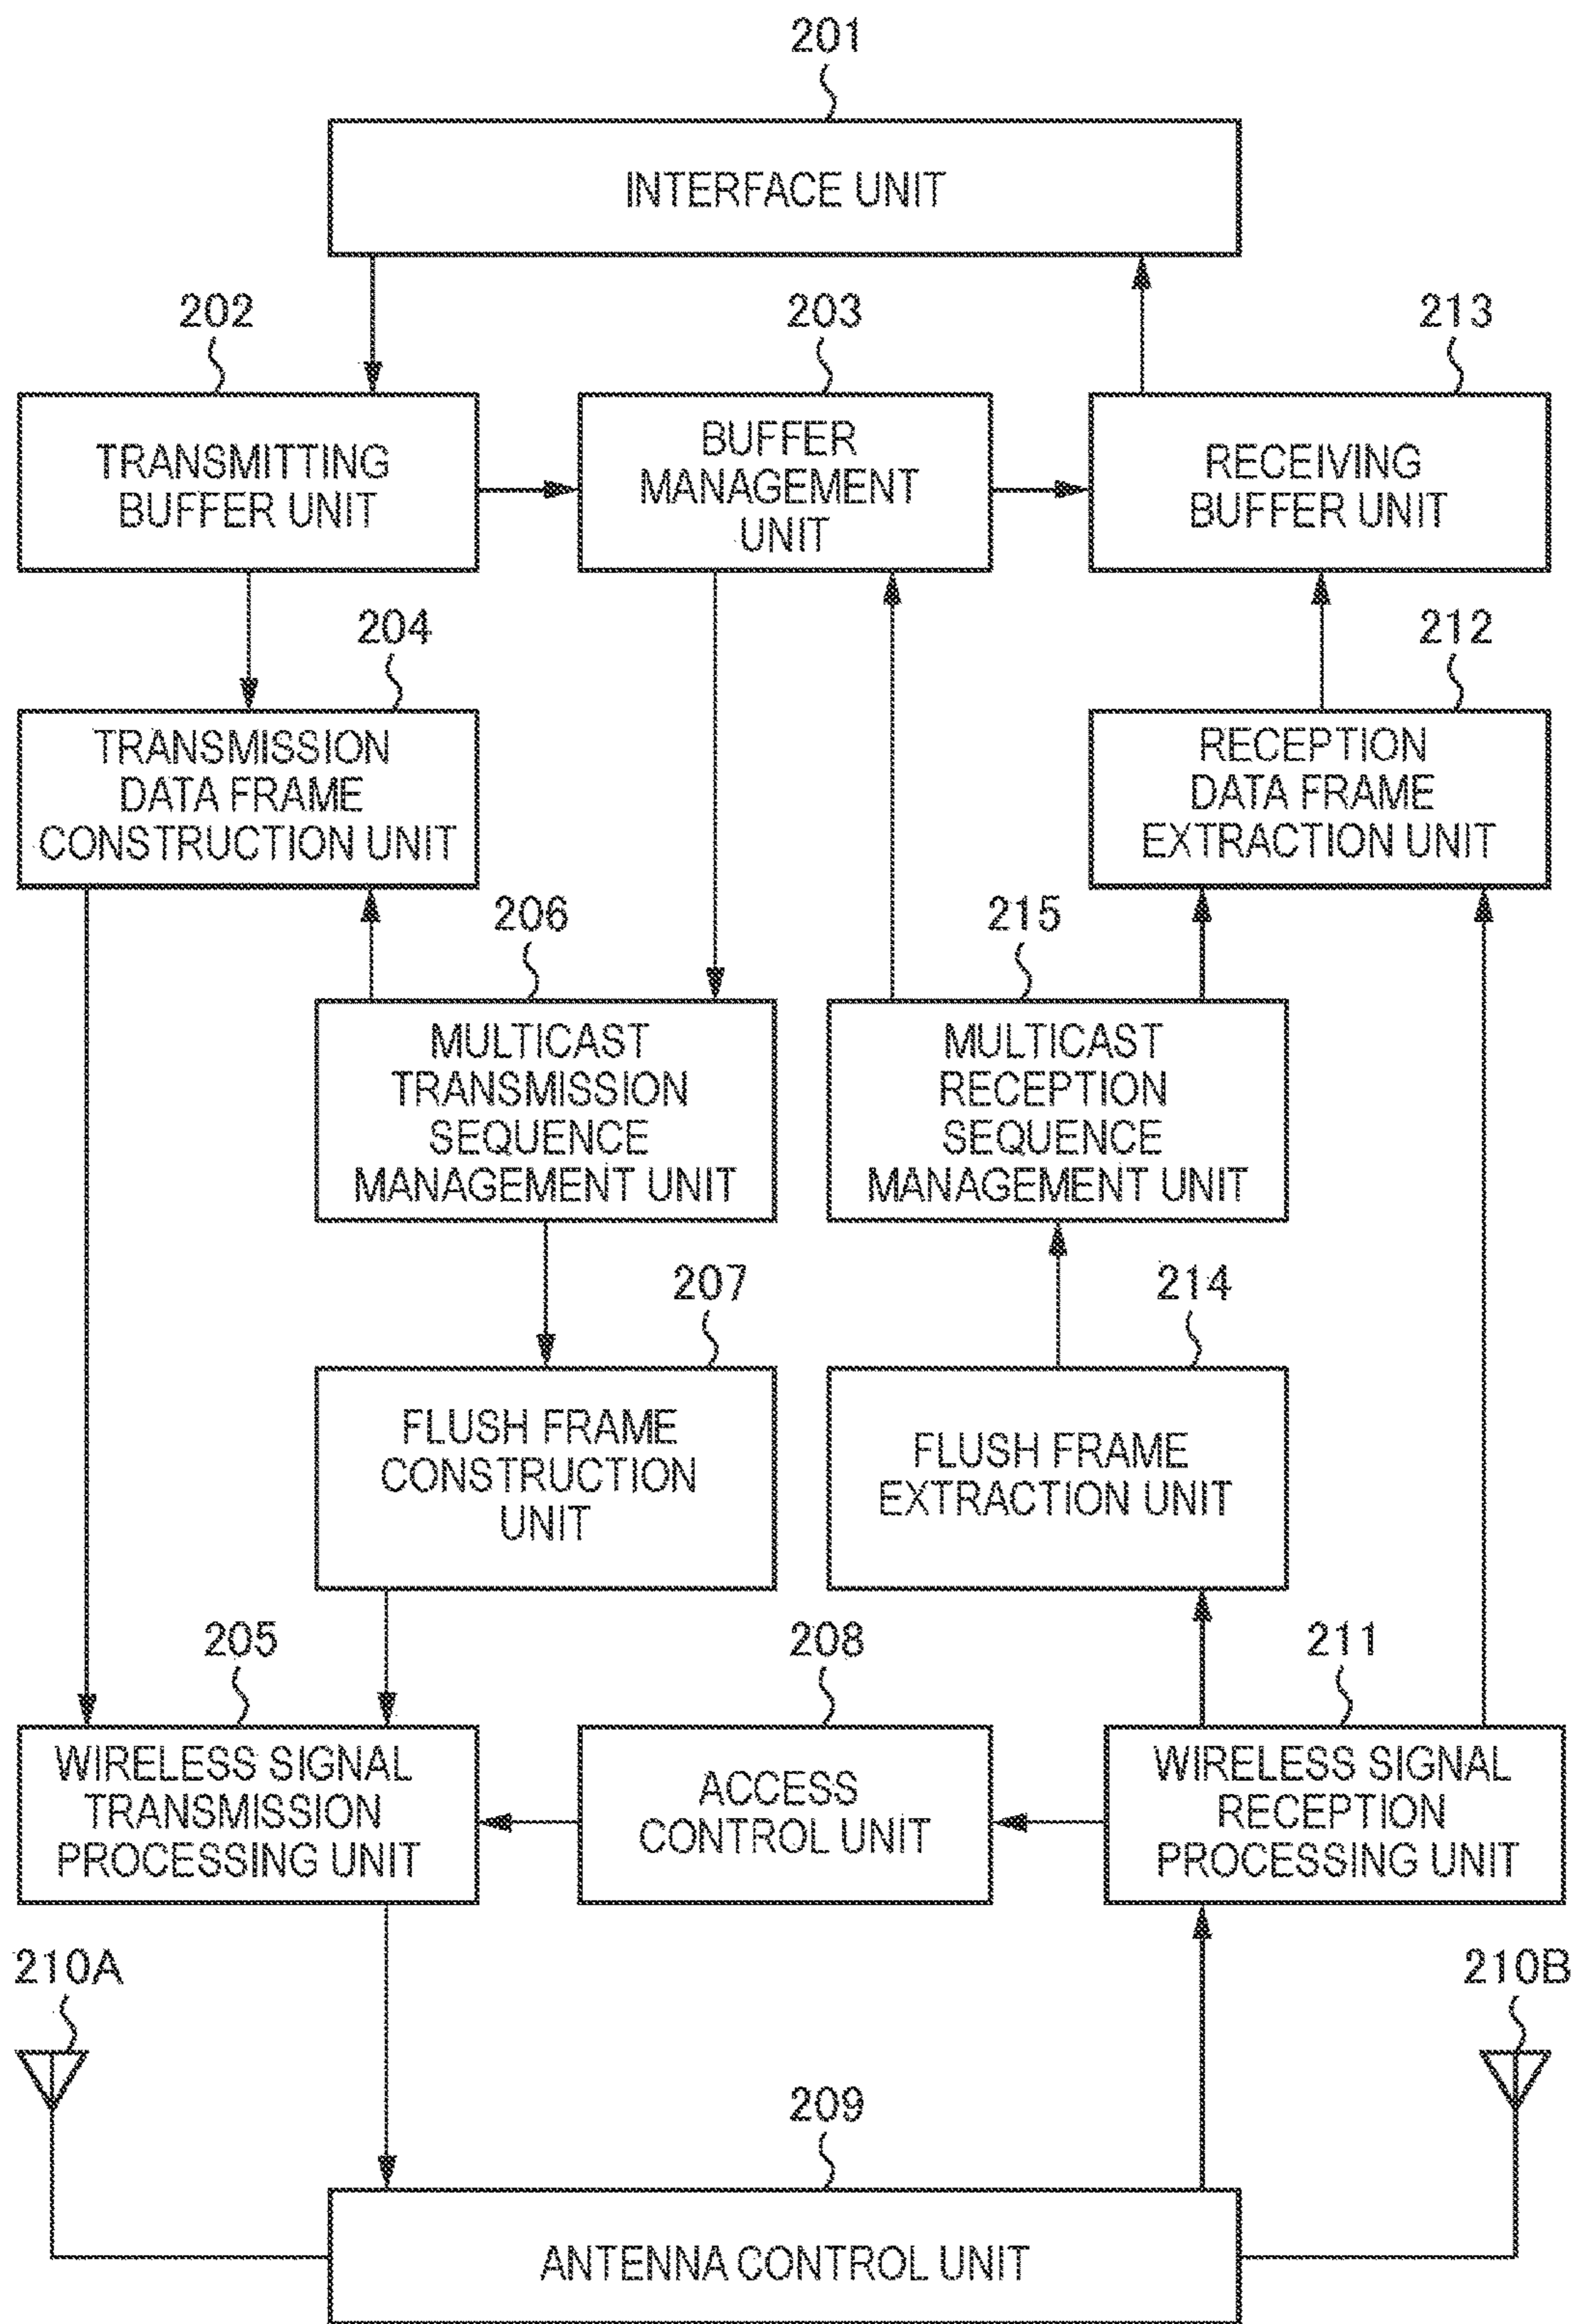 201
INTERFACE UNIT
202
203
213
TRANSMITTING
BUFFER UNIT
BUFFER
MANAGEMENT
UNIT
RECEIVING
BUFFER UNIT
204
212
TRANSMISSION
DATA FRAME
CONSTRUCTION UNIT
RECEPTION
DATA FRAME
EXTRACTION UNIT
206
215
MULTICAST
TRANSMISSION
SEQUENCE
MANAGEMENT UNIT
MULTICAST
RECEPTION
SEQUENCE
MANAGEMENT UNIT
207
214
FLUSH FRAME
CONSTRUCTION
UNIT
FLUSH FRAME
EXTRACTION UNIT
205
208
211
WIRELESS SIGNAL
TRANSMISSION
PROCESSING UNIT
ACCESS
CONTROL UNIT
WIRELESS SIGNAL
RECEPTION
PROCESSING UNIT
210A
210B
209
ANTENNA CONTROL UNIT